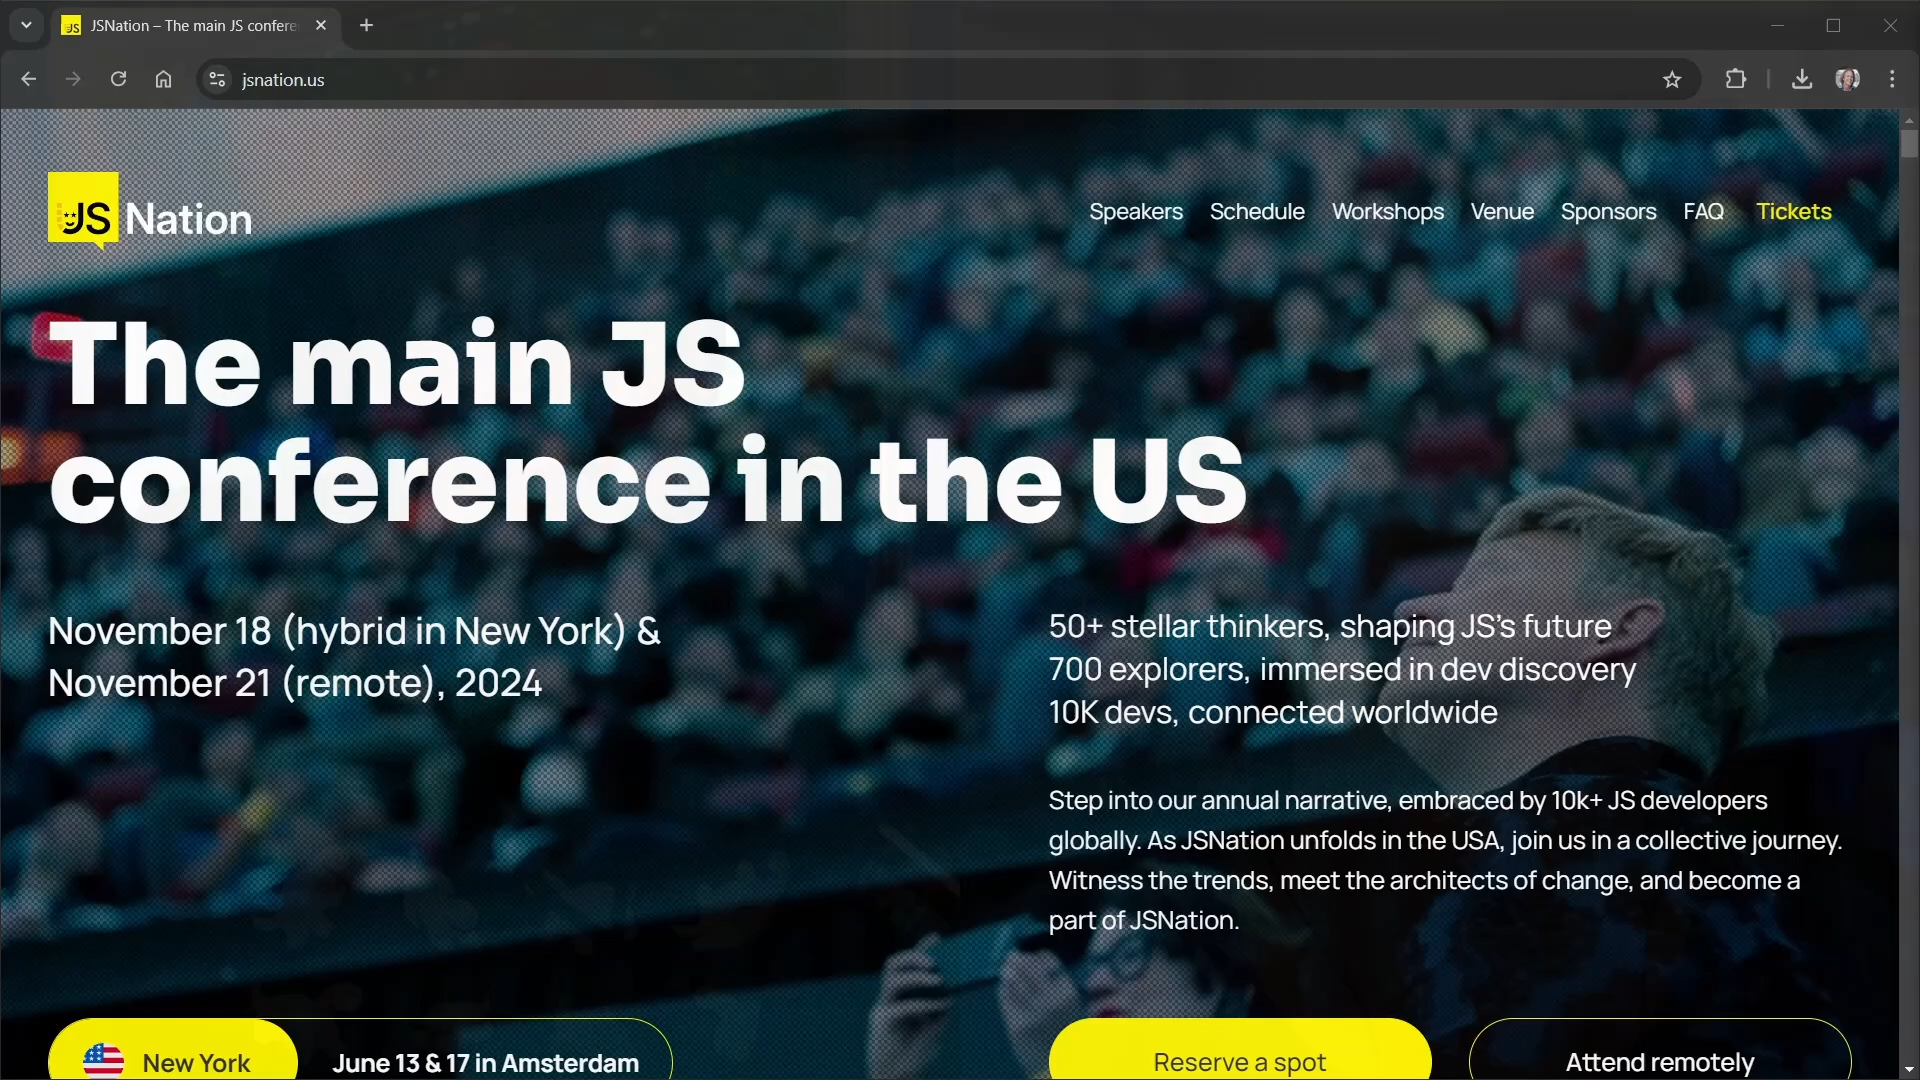 JSNation – The main JS confere
jsnation.us
JS Nation
Speakers Schedule Workshops Venue Sponsors FAQ Tickets
The main JS
conference in the US
November 18 (hybrid in New York) &
November 21 (remote), 2024
50+ stellar thinkers, shaping JS's future
700 explorers, immersed in dev discovery
10K devs, connected worldwide
Step into our annual narrative, embraced by 10k+ JS developers
globally. As JSNation unfolds in the USA, join us in a collective journey.
Witness the trends, meet the architects of change, and become a
part of JSNation.
New York June 13 & 17 in Amsterdam
Reserve a spot Attend remotely